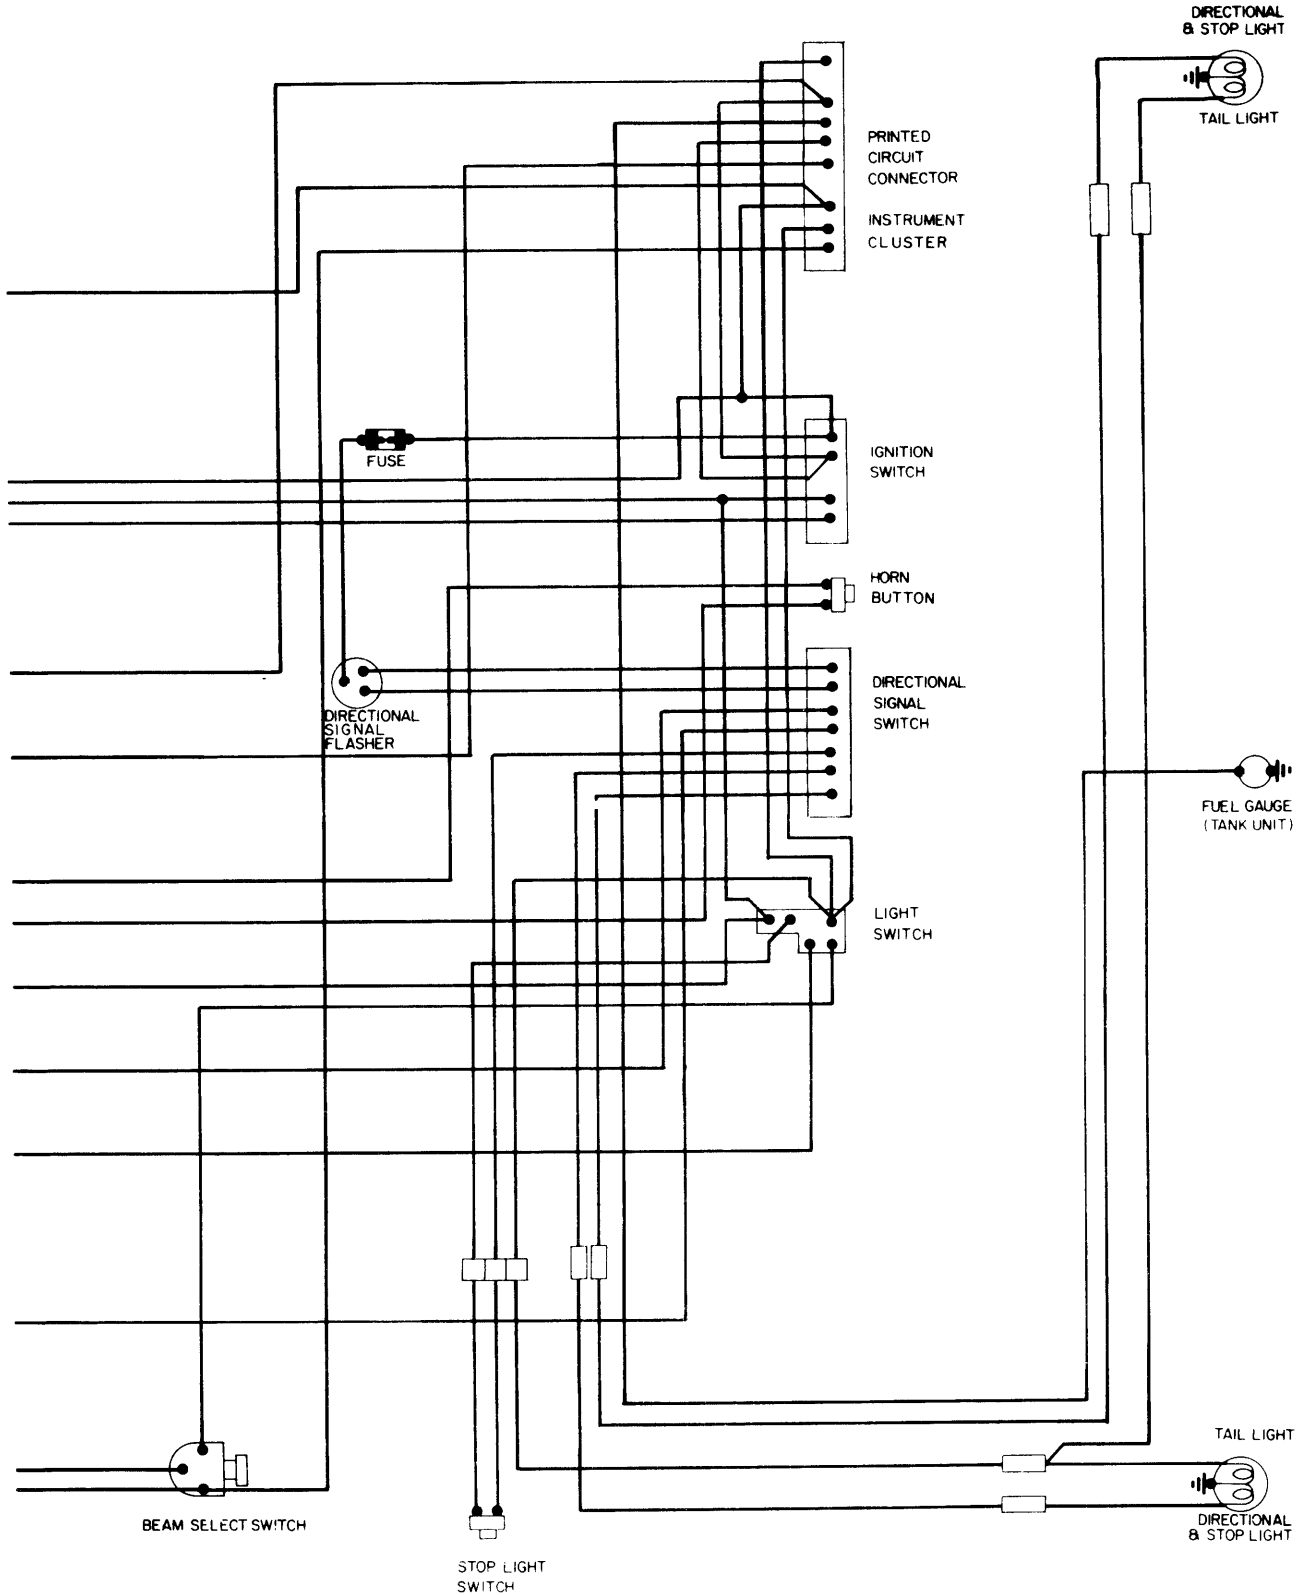 DIRECTIONAL
& STOP LIGHT
TAIL LIGHT
PRINTED
CIRCUIT
CONNECTOR
INSTRUMENT
CLUSTER
FUSE
IGNITION
SWITCH
HORN
BUTTON
DIRECTIONAL
SIGNAL
SWITCH
DIRECTIONAL
SIGNAL
FLASHER
FUEL GAUGE
(TANK UNIT)
LIGHT
SWITCH
TAIL LIGHT
DIRECTIONAL
& STOP LIGHT
BEAM SELECT SWITCH
STOP LIGHT
SWITCH